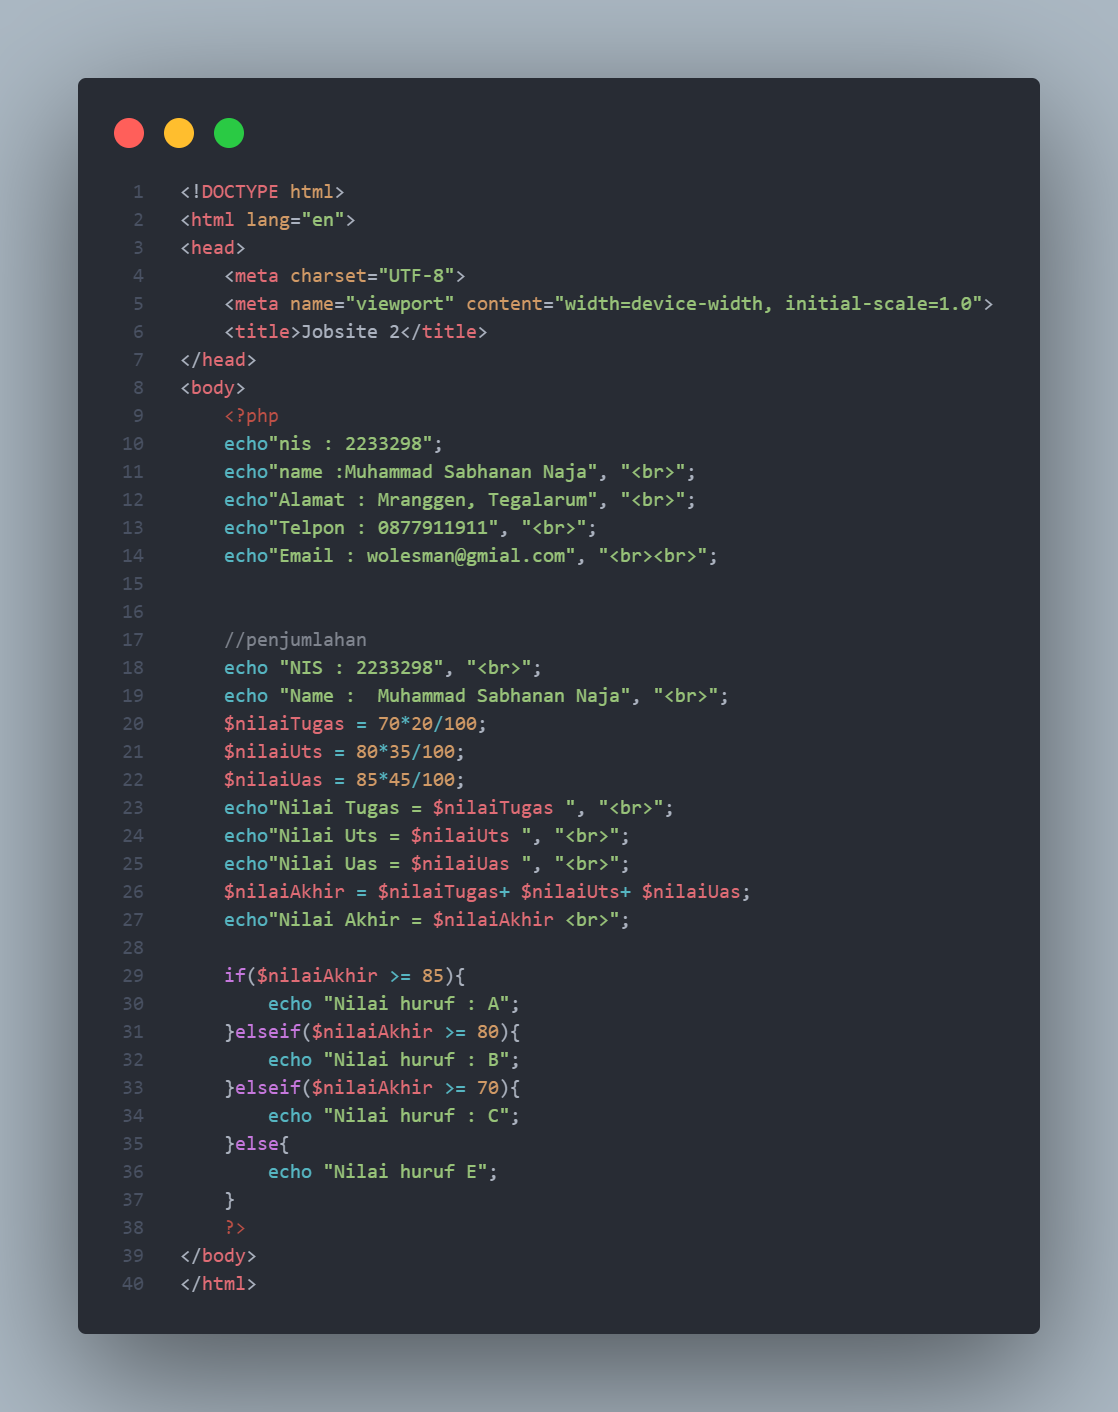 1 <!DOCTYPE html>
2 <html lang="en">
3 <head>
4     <meta charset="UTF-8">
5     <meta name="viewport" content="width=device-width, initial-scale=1.0">
6     <title>Jobsite 2</title>
7 </head>
8 <body>
9     <?php
10     echo"nis : 2233298";
11     echo"name :Muhammad Sabhanan Naja", "<br>";
12     echo"Alamat : Mranggen, Tegalarum", "<br>";
13     echo"Telpon : 0877911911", "<br>";
14     echo"Email : wolesman@gmial.com", "<br><br>";
15
16
17     //penjumlahan
18     echo "NIS : 2233298", "<br>";
19     echo "Name :  Muhammad Sabhanan Naja", "<br>";
20     $nilaiTugas = 70*20/100;
21     $nilaiUts = 80*35/100;
22     $nilaiUas = 85*45/100;
23     echo"Nilai Tugas = $nilaiTugas ", "<br>";
24     echo"Nilai Uts = $nilaiUts ", "<br>";
25     echo"Nilai Uas = $nilaiUas ", "<br>";
26     $nilaiAkhir = $nilaiTugas+ $nilaiUts+ $nilaiUas;
27     echo"Nilai Akhir = $nilaiAkhir <br>";
28
29     if($nilaiAkhir >= 85){
30         echo "Nilai huruf : A";
31     }elseif($nilaiAkhir >= 80){
32         echo "Nilai huruf : B";
33     }elseif($nilaiAkhir >= 70){
34         echo "Nilai huruf : C";
35     }else{
36         echo "Nilai huruf E";
37     }
38     ?>
39 </body>
40 </html>